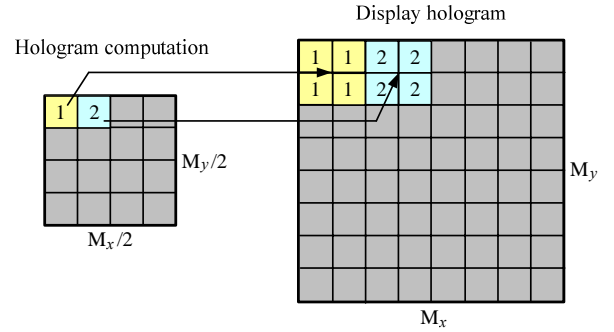 Display hologram
Hologram computation
1 1 2 2
1 1 2 2
1 2
My/2
My
Mx/2
Mx